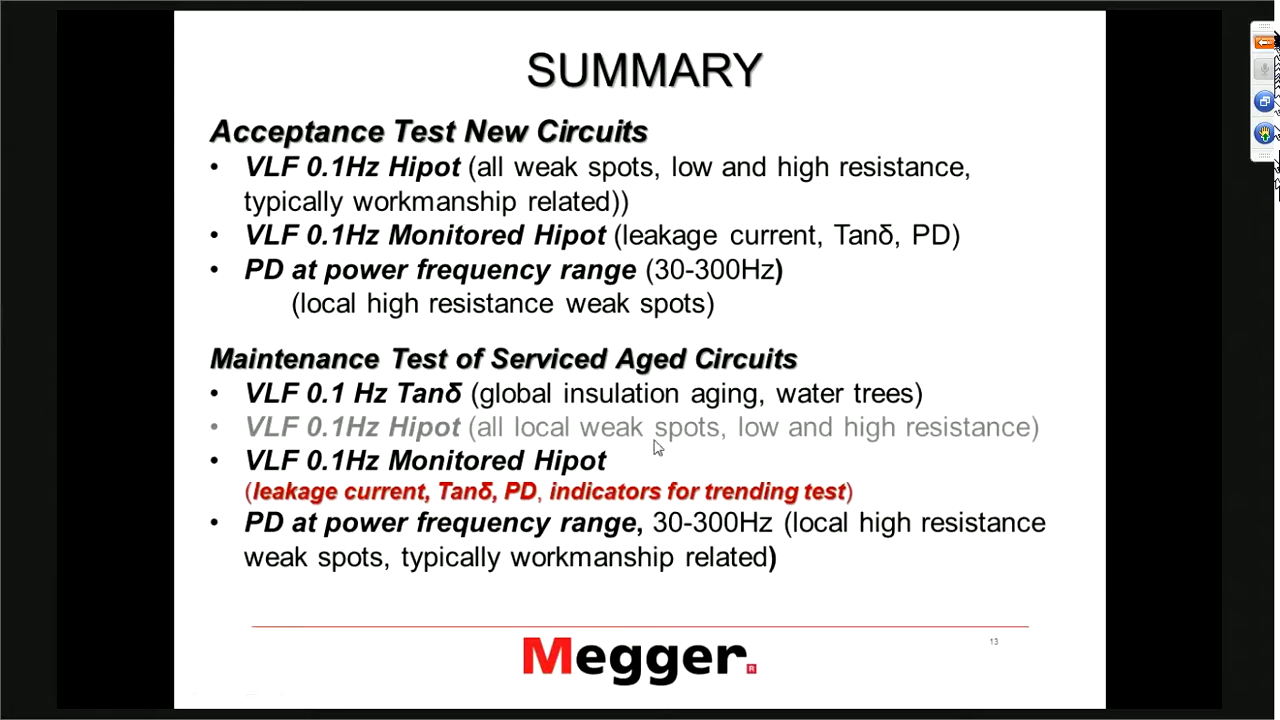 SUMMARY
Acceptance Test New Circuits
• VLF 0.1Hz Hipot (all weak spots, low and high resistance,
typically workmanship related))
• VLF 0.1Hz Monitored Hipot (leakage current, Tanδ, PD)
• PD at power frequency range (30-300Hz)
(local high resistance weak spots)
Maintenance Test of Serviced Aged Circuits
• VLF 0.1 Hz Tanδ (global insulation aging, water trees)
• VLF 0.1Hz Hipot (all local weak spots, low and high resistance)
• VLF 0.1Hz Monitored Hipot
(leakage current, Tanδ, PD, indicators for trending test)
• PD at power frequency range, 30-300Hz (local high resistance
weak spots, typically workmanship related)
13
Megger.